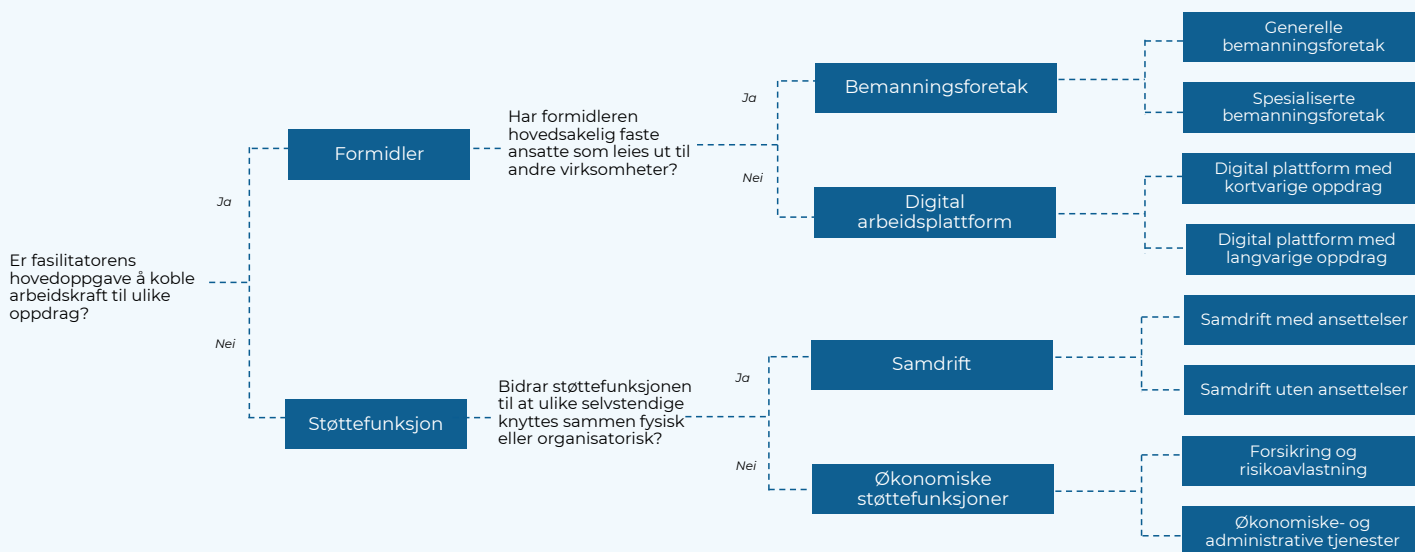 Er fasilitatorens
hovedoppgave å koble
arbeidskraft til ulike
oppdrag?
Ja
Nei
Formidler
Støttefunksjon
Har formidleren
hovedsakelig faste
ansatte som leies ut til
andre virksomheter?
Ja
Nei
Bidrar støttefunksjonen
til at ulike selvstendige
knyttes sammen fysisk
eller organisatorisk?
Ja
Nei
Bemanningsforetak
Digital
arbeidsplattform
Samdrift
Økonomiske
støttefunksjoner
Generelle
bemanningsforetak
Spesialiserte
bemanningsforetak
Digital plattform med
kortvarige oppdrag
Digital plattform med
langvarige oppdrag
Samdrift med ansettelser
Samdrift uten ansettelser
Forsikring og
risikoavlastning
Økonomiske- og
administrative tjenester